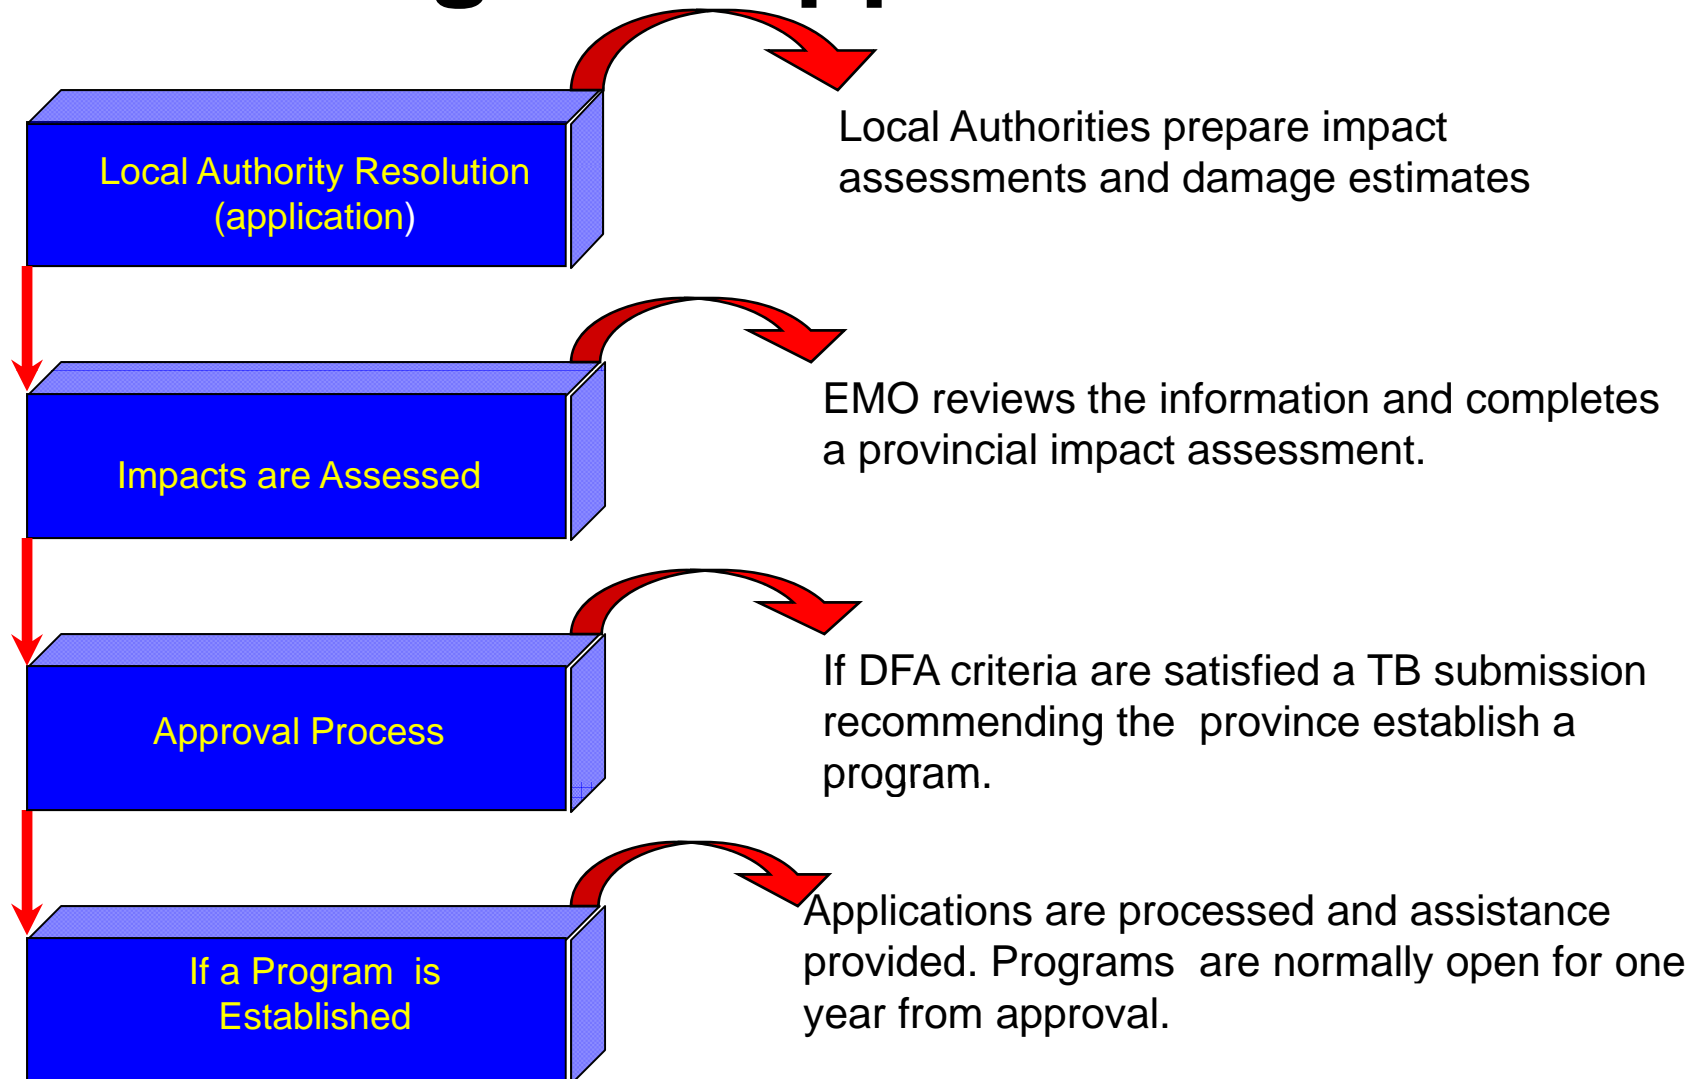 Local Authority Resolution
(application)
Local Authorities prepare impact
assessments and damage estimates
Impacts are Assessed
EMO reviews the information and completes
a provincial impact assessment.
Approval Process
If DFA criteria are satisfied a TB submission
recommending the  province establish a
program.
If a Program  is
Established
Applications are processed and assistance
provided. Programs  are normally open for one
year from approval.